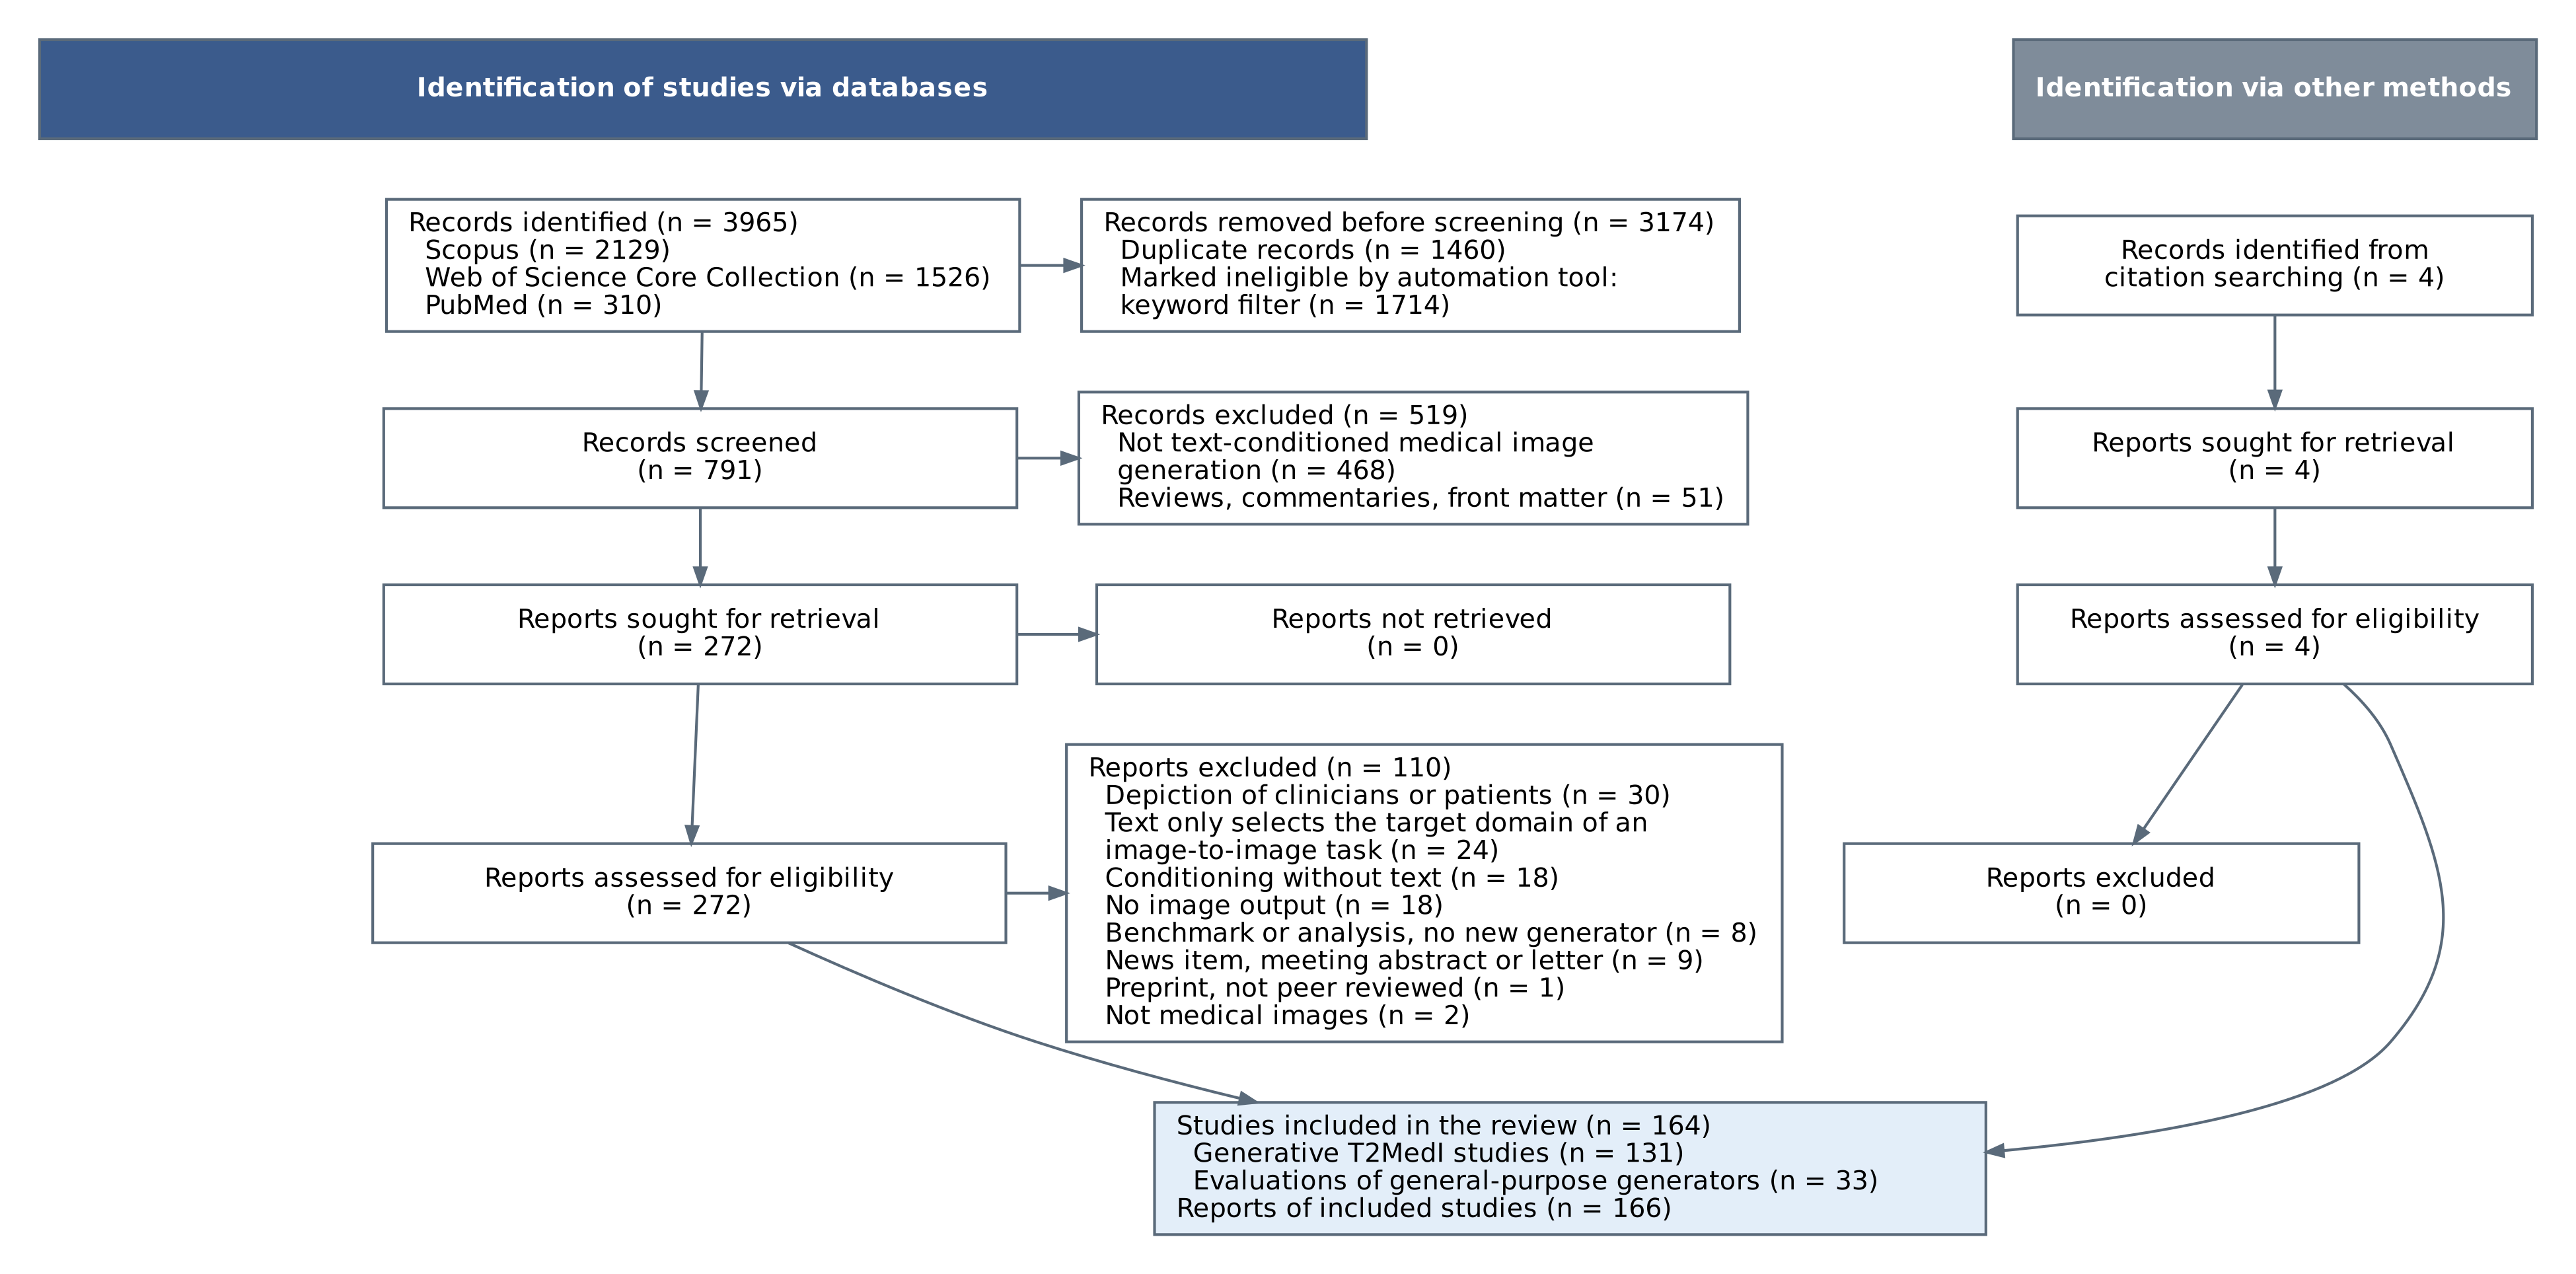 Identification of studies via databases
Identification via other methods
Records identified (n = 3965)
Scopus (n = 2129)
Web of Science Core Collection (n = 1526)
PubMed (n = 310)
Records removed before screening (n = 3174)
Duplicate records (n = 1460)
Marked ineligible by automation tool:
keyword filter (n = 1714)
Records identified from
citation searching (n = 4)
Records screened
(n = 791)
Records excluded (n = 519)
Not text-conditioned medical image
generation (n = 468)
Reviews, commentaries, front matter (n = 51)
Reports sought for retrieval
(n = 4)
Reports sought for retrieval
(n = 272)
Reports not retrieved
(n = 0)
Reports assessed for eligibility
(n = 4)
Reports assessed for eligibility
(n = 272)
Reports excluded (n = 110)
Depiction of clinicians or patients (n = 30)
Text only selects the target domain of an
image-to-image task (n = 24)
Conditioning without text (n = 18)
No image output (n = 18)
Benchmark or analysis, no new generator (n = 8)
News item, meeting abstract or letter (n = 9)
Preprint, not peer reviewed (n = 1)
Not medical images (n = 2)
Reports excluded
(n = 0)
Studies included in the review (n = 164)
Generative T2MedI studies (n = 131)
Evaluations of general-purpose generators (n = 33)
Reports of included studies (n = 166)